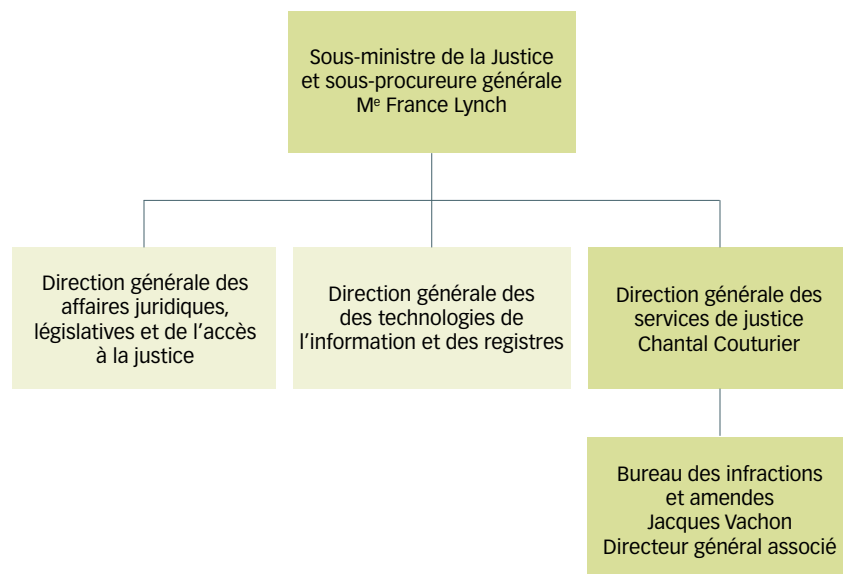 Sous-ministre de la Justice
et sous-procureure générale
Mᵉ France Lynch
Direction générale des
affaires juridiques,
législatives et de l'accès
à la justice
Direction générale des
des technologies de
l'information et des registres
Direction générale des
services de justice
Chantal Couturier
Bureau des infractions
et amendes
Jacques Vachon
Directeur général associé